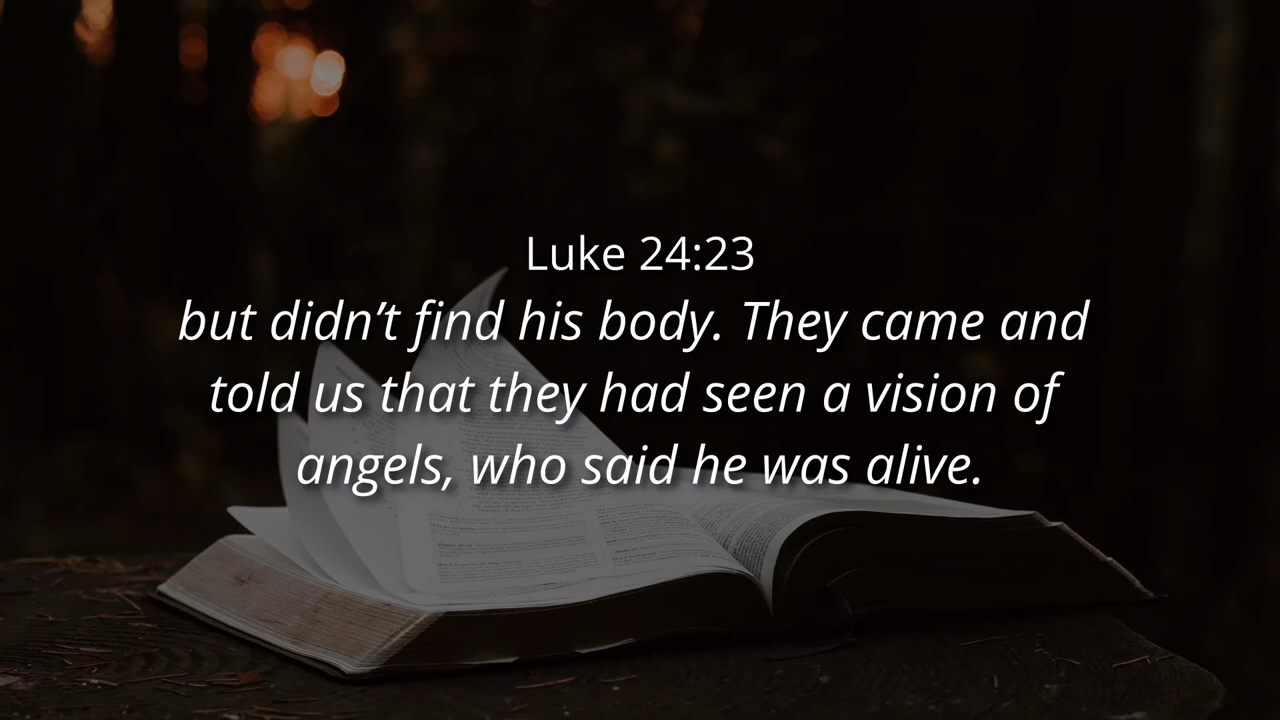 Luke 24:23
but didn’t find his body. They came and
told us that they had seen a vision of
angels, who said he was alive.